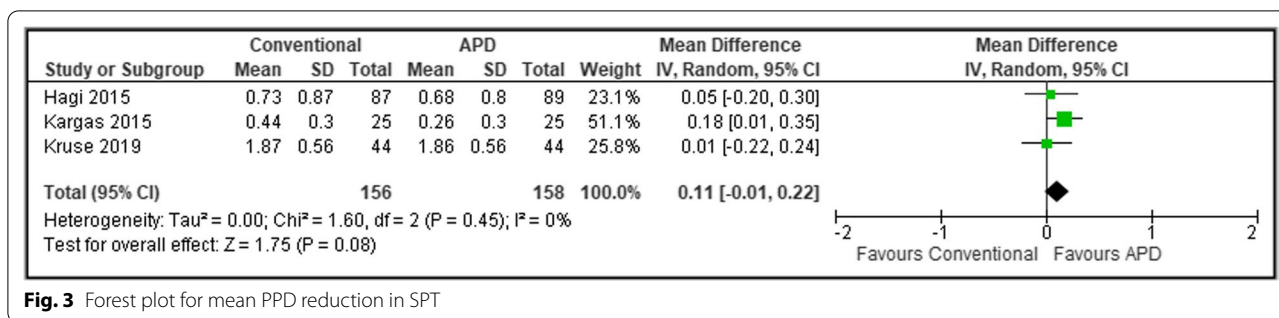 Conventional APD Mean Difference Mean Difference
Study or Subgroup Mean SD Total Mean SD Total Weight IV, Random, 95% CI IV, Random, 95% CI
Hagi 2015 0.73 0.87 87 0.68 0.8 89 23.1% 0.05 [-0.20, 0.30]
Kargas 2015 0.44 0.3 25 0.26 0.3 25 51.1% 0.18 [0.01, 0.35]
Kruse 2019 1.87 0.56 44 1.86 0.56 44 25.8% 0.01 [-0.22, 0.24]
Total (95% CI) 156 158 100.0% 0.11 [-0.01, 0.22]
Heterogeneity: Tau² = 0.00; Chi² = 1.60, df = 2 (P = 0.45); I² = 0%
Test for overall effect: Z = 1.75 (P = 0.08)
-2 -1 0 1 2
Favours Conventional Favours APD
Fig. 3 Forest plot for mean PPD reduction in SPT